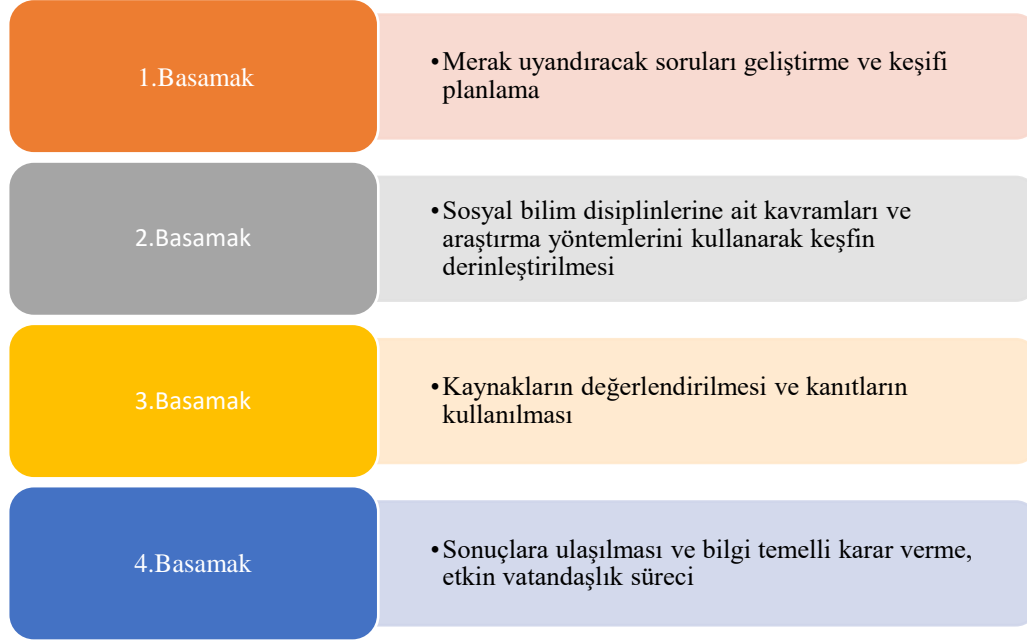 1.Basamak
•Merak uyandıracak soruları geliştirme ve keşifi
planlama
2.Basamak
•Sosyal bilim disiplinlerine ait kavramları ve
araştırma yöntemlerini kullanarak keşfin
derinleştirilmesi
3.Basamak
•Kaynakların değerlendirilmesi ve kanıtların
kullanılması
4.Basamak
•Sonuçlara ulaşılması ve bilgi temelli karar verme,
etkin vatandaşlık süreci